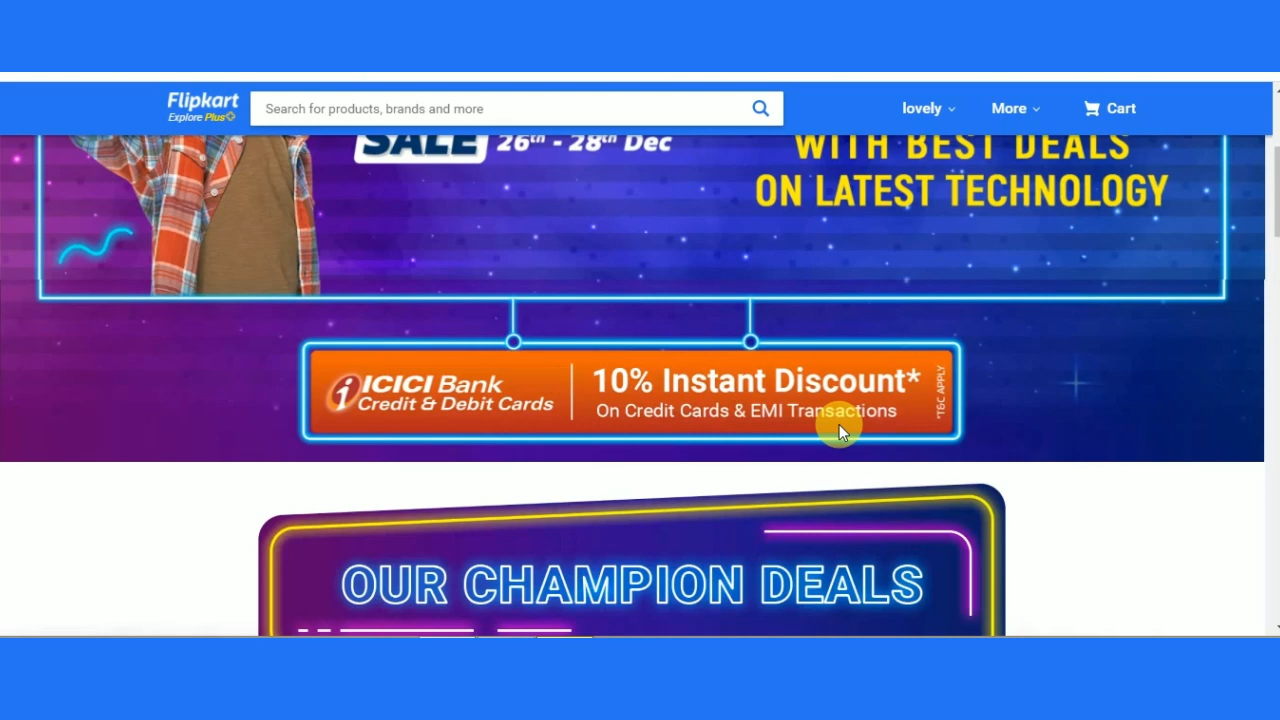 Flipkart
Explore Plus
Search for products, brands and more
lovely
More
Cart
SALE 26th - 28th Dec
WITH BEST DEALS
ON LATEST TECHNOLOGY
ICICI Bank
Credit & Debit Cards
10% Instant Discount*
On Credit Cards & EMI Transactions
*T&C APPLY
OUR CHAMPION DEALS